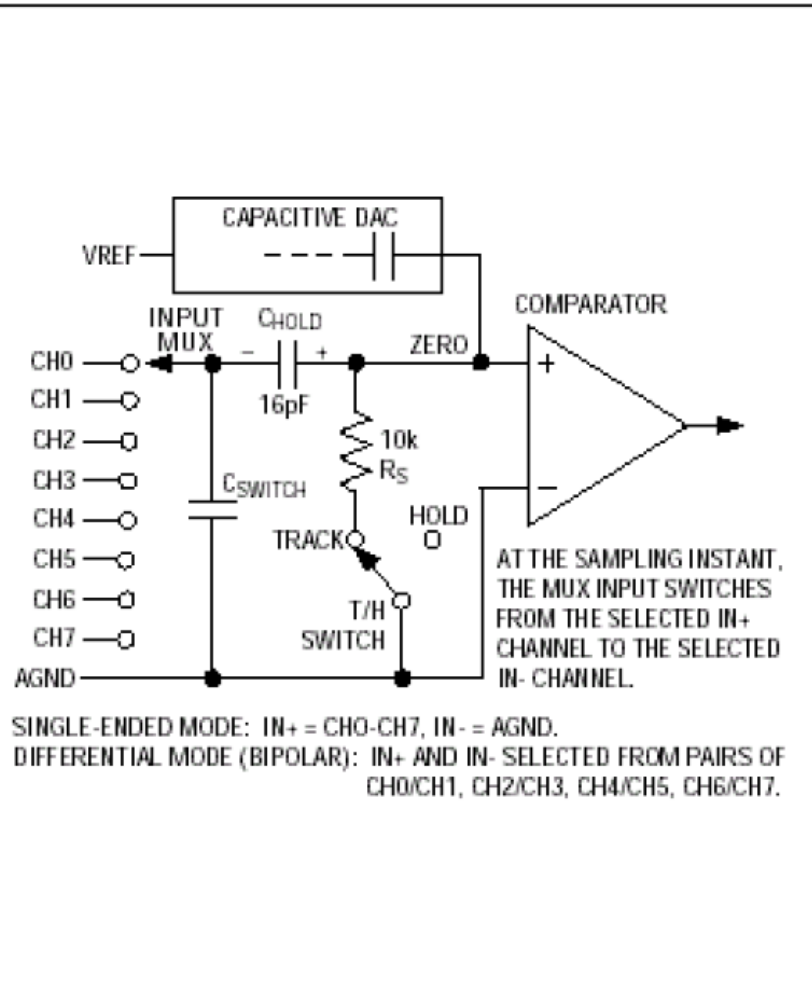 CAPACITIVE DAC
VREF
COMPARATOR
INPUT
MUX
CHOLD
− +
ZERO
16pF
CH0
CH1
CH2
CH3
CH4
CH5
CH6
CH7
AGND
CSWITCH
10k
RS
TRACK
HOLD
T/H
SWITCH
+
−
AT THE SAMPLING INSTANT,
THE MUX INPUT SWITCHES
FROM THE SELECTED IN+
CHANNEL TO THE SELECTED
IN- CHANNEL.
SINGLE-ENDED MODE: IN+ = CHO-CH7, IN- = AGND.
DIFFERENTIAL MODE (BIPOLAR): IN+ AND IN- SELECTED FROM PAIRS OF
CH0/CH1, CH2/CH3, CH4/CH5, CH6/CH7.